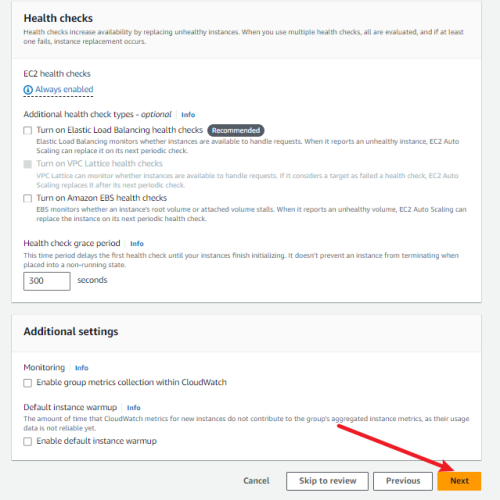 Health checks
Health checks increase availability by replacing unhealthy instances. When you use multiple health checks, all are evaluated, and if at least
one fails, instance replacement occurs.
EC2 health checks
Always enabled
Additional health check types - optional Info
Turn on Elastic Load Balancing health checks Recommended
Elastic Load Balancing monitors whether instances are available to handle requests. When it reports an unhealthy instance, EC2 Auto
Scaling can replace it on its next periodic check.
Turn on VPC Lattice health checks
VPC Lattice can monitor whether instances are available to handle requests. If it considers a target as failed a health check, EC2 Auto
Scaling replaces it after its next periodic check.
Turn on Amazon EBS health checks
EBS monitors whether an instance's root volume or attached volume stalls. When it reports an unhealthy volume, EC2 Auto Scaling can
replace the instance on its next periodic health check.
Health check grace period Info
This time period delays the first health check until your instances finish initializing. It doesn't prevent an instance from terminating when
placed into a non-running state.
300 seconds
Additional settings
Monitoring Info
Enable group metrics collection within CloudWatch
Default instance warmup Info
The amount of time that CloudWatch metrics for new instances do not contribute to the group's aggregated instance metrics, as their usage
data is not reliable yet.
Enable default instance warmup
Cancel Skip to review Previous Next